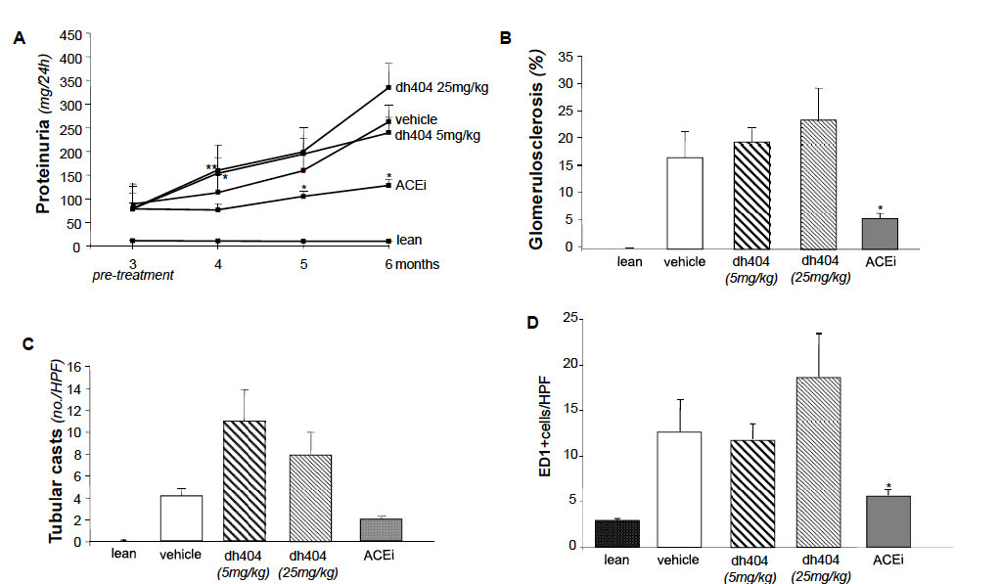 A
Proteinuria (mg/24h)
450
400
350
300
250
200
150
100
50
0
dh404 25mg/kg
vehicle
dh404 5mg/kg
ACEi
lean
**
*
*
*
3
4
5
6 months
pre-treatment
B
Glomerulosclerosis (%)
35
30
25
20
15
10
5
0
*
lean
vehicle
dh404
(5mg/kg)
dh404
(25mg/kg)
ACEi
C
Tubular casts (no./HPF)
16
14
12
10
8
6
4
2
0
lean
vehicle
dh404
(5mg/kg)
dh404
(25mg/kg)
ACEi
D
ED1+cells/HPF
25
20
15
10
5
0
*
lean
vehicle
dh404
(5mg/kg)
dh404
(25mg/kg)
ACEi